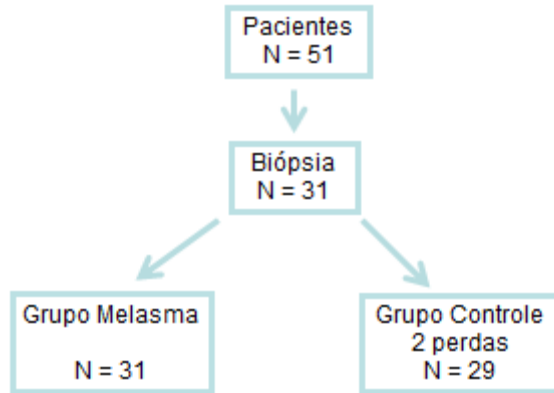 Pacientes
N = 51
Biópsia
N = 31
Grupo Melasma
N = 31
Grupo Controle
2 perdas
N = 29